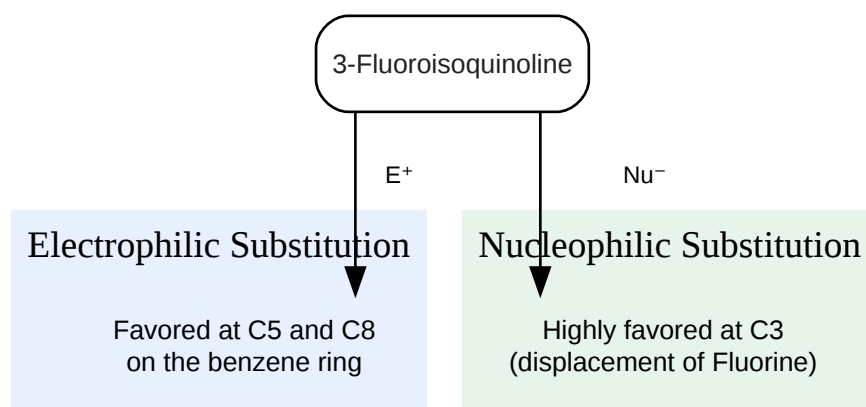 3-Fluoroisoquinoline
E⁺
Nu⁻
Electrophilic Substitution
Nucleophilic Substitution
Favored at C5 and C8
on the benzene ring
Highly favored at C3
(displacement of Fluorine)